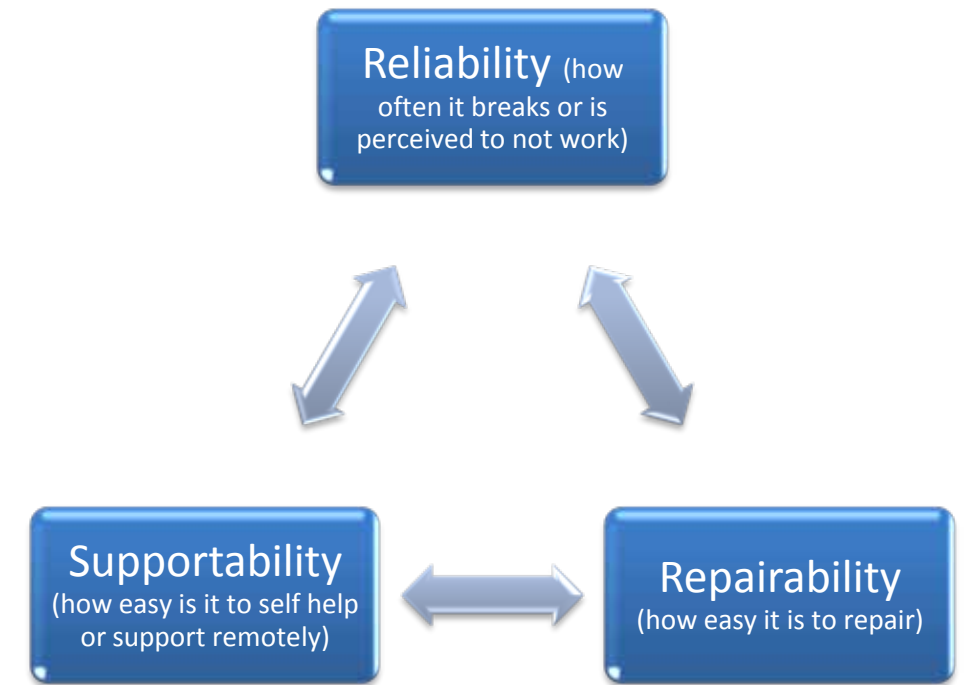 Reliability (how
often it breaks or is
perceived to not work)
Supportability
(how easy is it to self help
or support remotely)
Repairability
(how easy it is to repair)